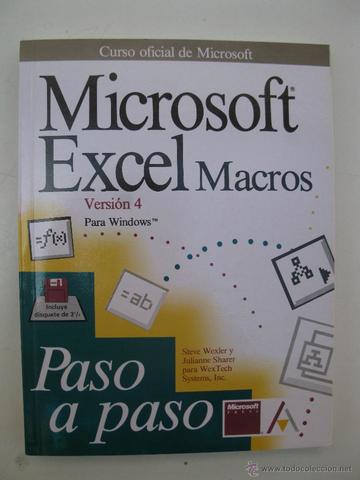 Curso oficial de Microsoft
Microsoft®
Excel Macros
Versión 4
Para Windows™
=f(x)
=ab
Incluye
disquete de 3½
Steve Wexler y
Julianne Sharer
para WexTech
Systems, Inc.
Paso
a paso
Microsoft
PRESS
© www.todocoleccion.net